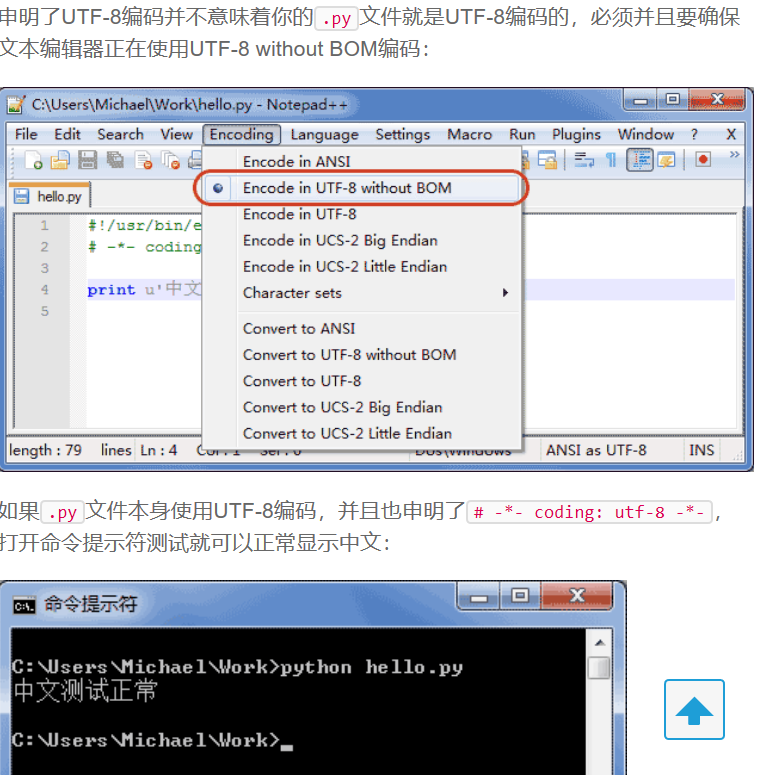 申明了UTF-8编码并不意味着你的 .py 文件就是UTF-8编码的，必须并且要确保
文本编辑器正在使用UTF-8 without BOM编码：
C:\Users\Michael\Work\hello.py - Notepad++
File Edit Search View Encoding Language Settings Macro Run Plugins Window ? X
Encode in ANSI
Encode in UTF-8 without BOM
Encode in UTF-8
Encode in UCS-2 Big Endian
Encode in UCS-2 Little Endian
Character sets
Convert to ANSI
Convert to UTF-8 without BOM
Convert to UTF-8
Convert to UCS-2 Big Endian
Convert to UCS-2 Little Endian
hello.py
1 #!/usr/bin/e
2 # -*- coding
3
4 print u'中文
5
length : 79 lines Ln : 4 ANSI as UTF-8 INS
如果 .py 文件本身使用UTF-8编码，并且也申明了 # -*- coding: utf-8 -*- ，
打开命令提示符测试就可以正常显示中文：
C:\. 命令提示符
C:\Users\Michael\Work>python hello.py
中文测试正常
C:\Users\Michael\Work>_